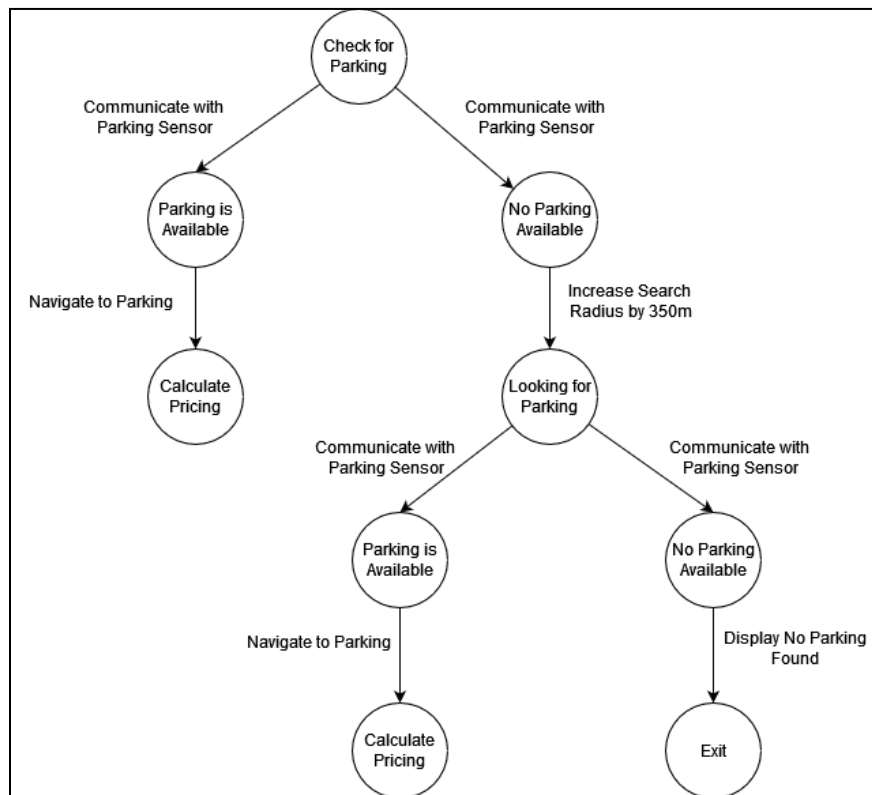 Check for
Parking
Communicate with
Parking Sensor
Communicate with
Parking Sensor
Parking is
Available
No Parking
Available
Navigate to Parking
Increase Search
Radius by 350m
Calculate
Pricing
Looking for
Parking
Communicate with
Parking Sensor
Communicate with
Parking Sensor
Parking is
Available
No Parking
Available
Navigate to Parking
Display No Parking
Found
Calculate
Pricing
Exit